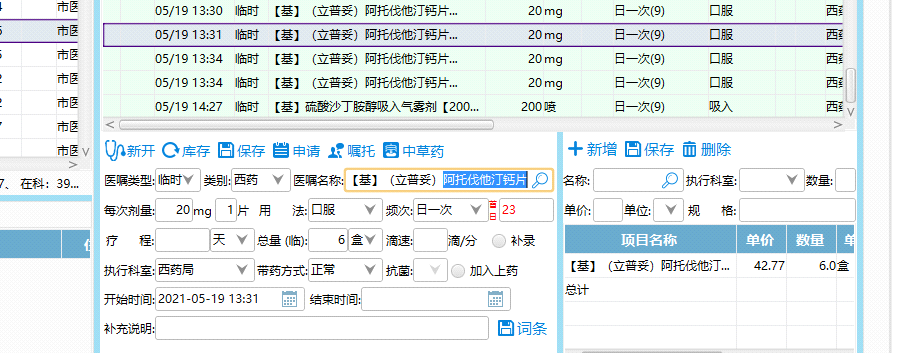 05/19 13:30 临时 【基】（立普妥）阿托伐他汀钙片... 20 mg 日一次(9) 口服 西药
市医 05/19 13:31 临时 【基】（立普妥）阿托伐他汀钙片... 20 mg 日一次(9) 口服 西药
市医 05/19 13:34 临时 【基】（立普妥）阿托伐他汀钙片... 20 mg 日一次(9) 口服 西药
市医 05/19 13:34 临时 【基】（立普妥）阿托伐他汀钙片... 20 mg 日一次(9) 口服 西药
市医 05/19 14:27 临时 【基】硫酸沙丁胺醇吸入气雾剂【200... 200 喷 日一次(9) 吸入 西药
市医
市医
7、 在科: 39...
新开 库存 保存 申请 嘱托 中草药
医嘱类型: 临时 类别: 西药 医嘱名称: 【基】（立普妥）阿托伐他汀钙片
每次剂量: 20 mg 1 片 用 法: 口服 频次: 日一次 首日 23
疗 程: 天 总量 (临): 6 盒 滴速: 滴/分 补录
执行科室: 西药局 带药方式: 正常 抗菌: 加入上药
开始时间: 2021-05-19 13:31 结束时间:
补充说明: 词条
新增 保存 删除
名称: 执行科室: 数量:
单价: 单位: 规 格:
项目名称 单价 数量 单
【基】（立普妥）阿托伐他汀... 42.77 6.0 盒
总计